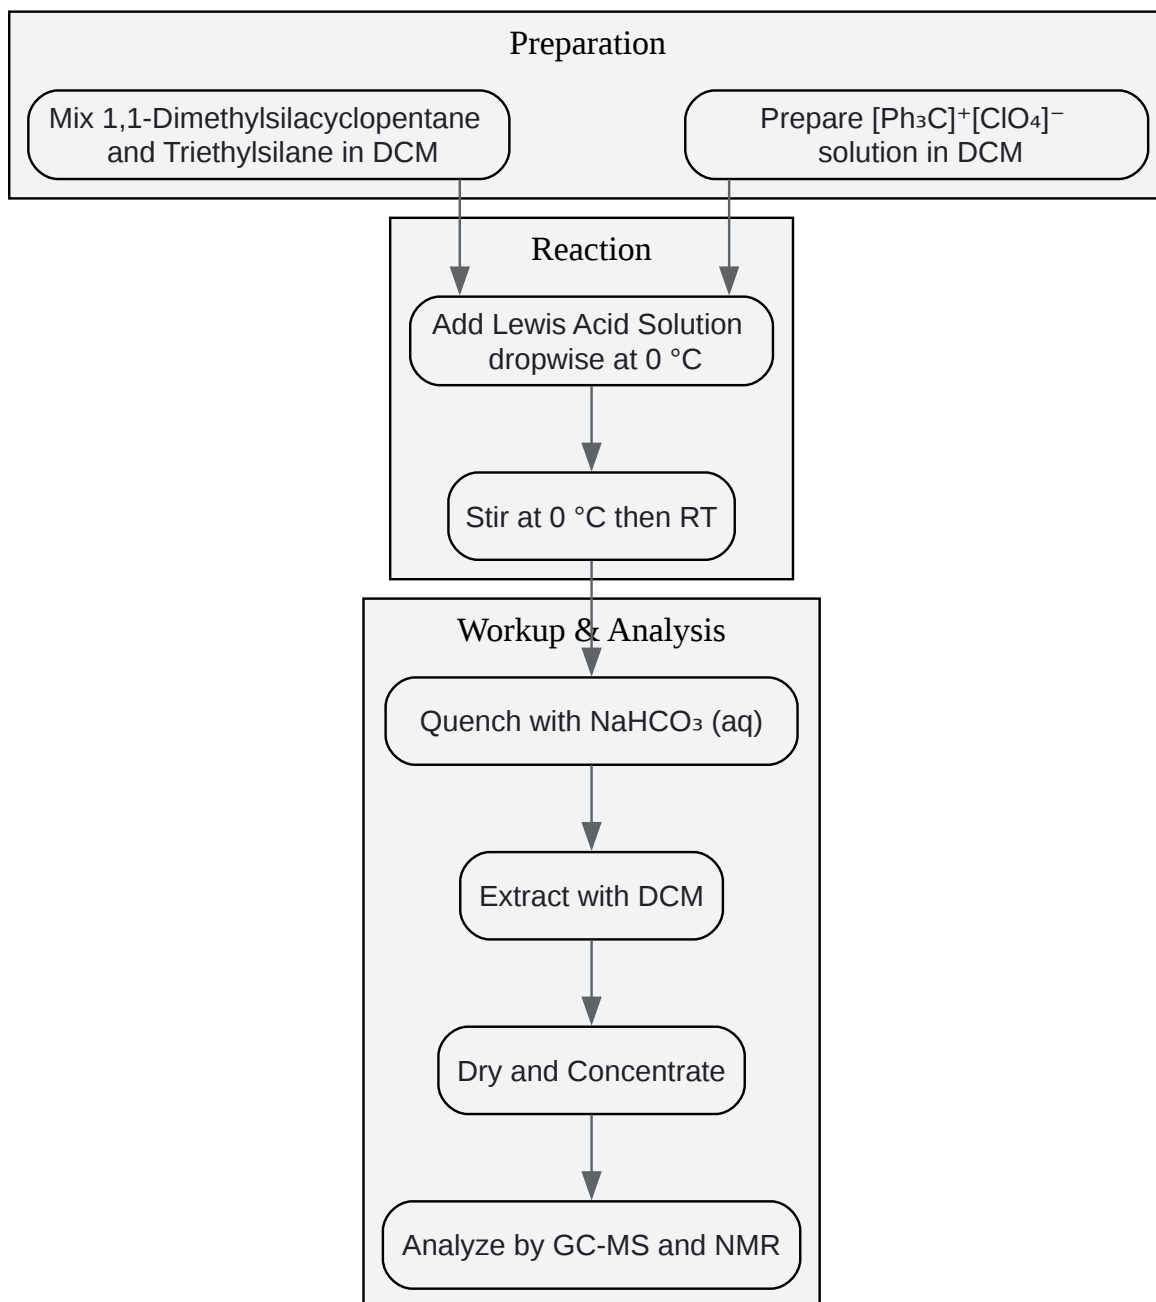 Preparation
Mix 1,1-Dimethylsilacyclopentane
and Triethylsilane in DCM
Prepare [Ph₃C]⁺[ClO₄]⁻
solution in DCM
Reaction
Add Lewis Acid Solution
dropwise at 0 °C
Stir at 0 °C then RT
Workup & Analysis
Quench with NaHCO₃ (aq)
Extract with DCM
Dry and Concentrate
Analyze by GC-MS and NMR